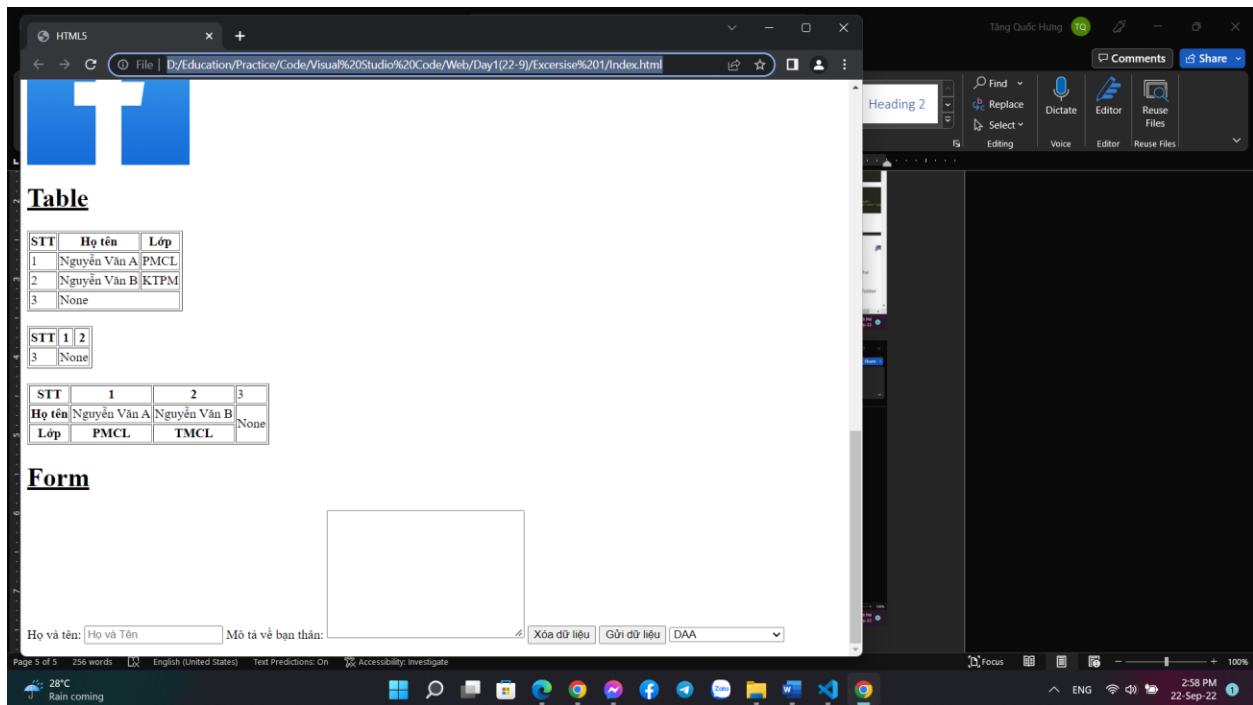 HTML5
Tăng Quốc Hưng TQ
File | D:/Education/Practice/Code/Visual%20Studio%20Code/Web/Day1(22-9)/Excersise%201/Index.html
Comments Share
Heading 2
Find
Replace
Select
Dictate
Editor
Reuse
Files
Editing Voice Editor Reuse Files
Table
STT Họ tên Lớp
1 Nguyễn Văn A PMCL
2 Nguyễn Văn B KTPM
3 None
STT 1 2
3 None
STT 1 2 3
Họ tên Nguyễn Văn A Nguyễn Văn B None
Lớp PMCL TMCL
Form
Họ và tên: Họ và Tên Mô tả về bạn thân: Xóa dữ liệu Gửi dữ liệu DAA
Page 5 of 5 256 words English (United States) Text Predictions: On Accessibility: Investigate Focus 100%
28°C
Rain coming
Zalo
ENG
2:58 PM
22-Sep-22
1